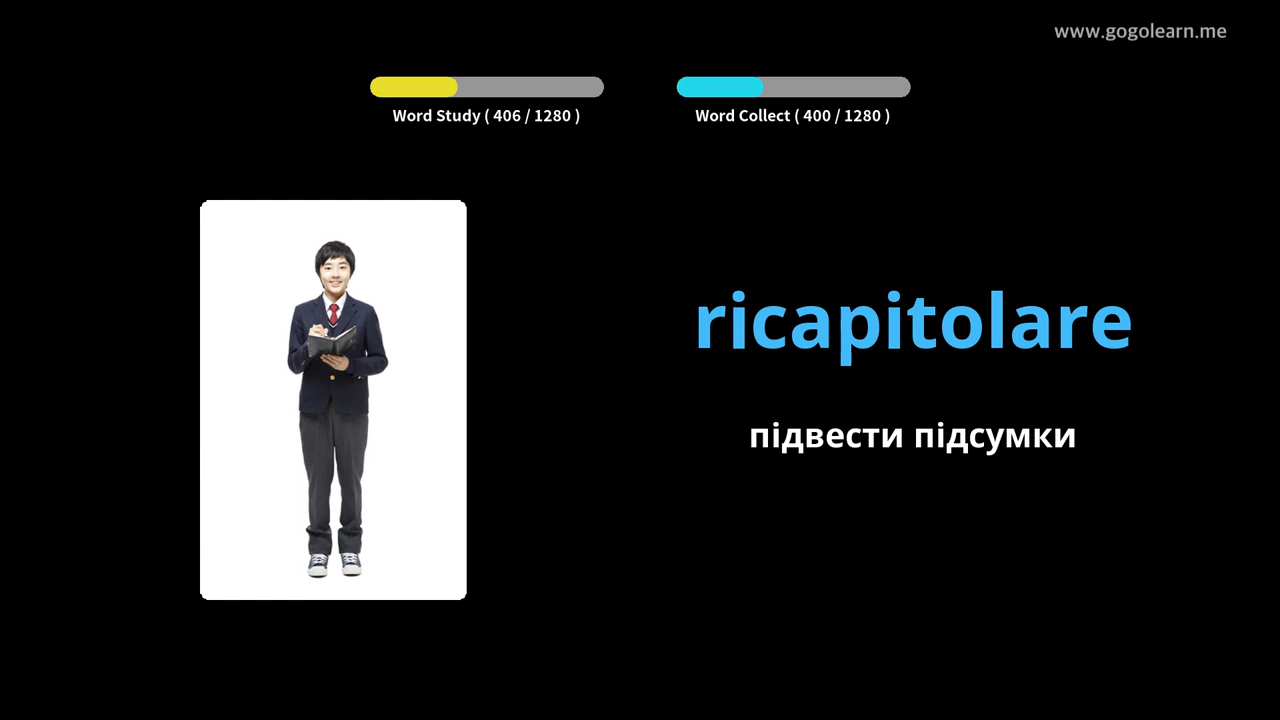 www.gogolearn.me
Word Study ( 406 / 1280 )
Word Collect ( 400 / 1280 )
ricapitolare
підвести підсумки